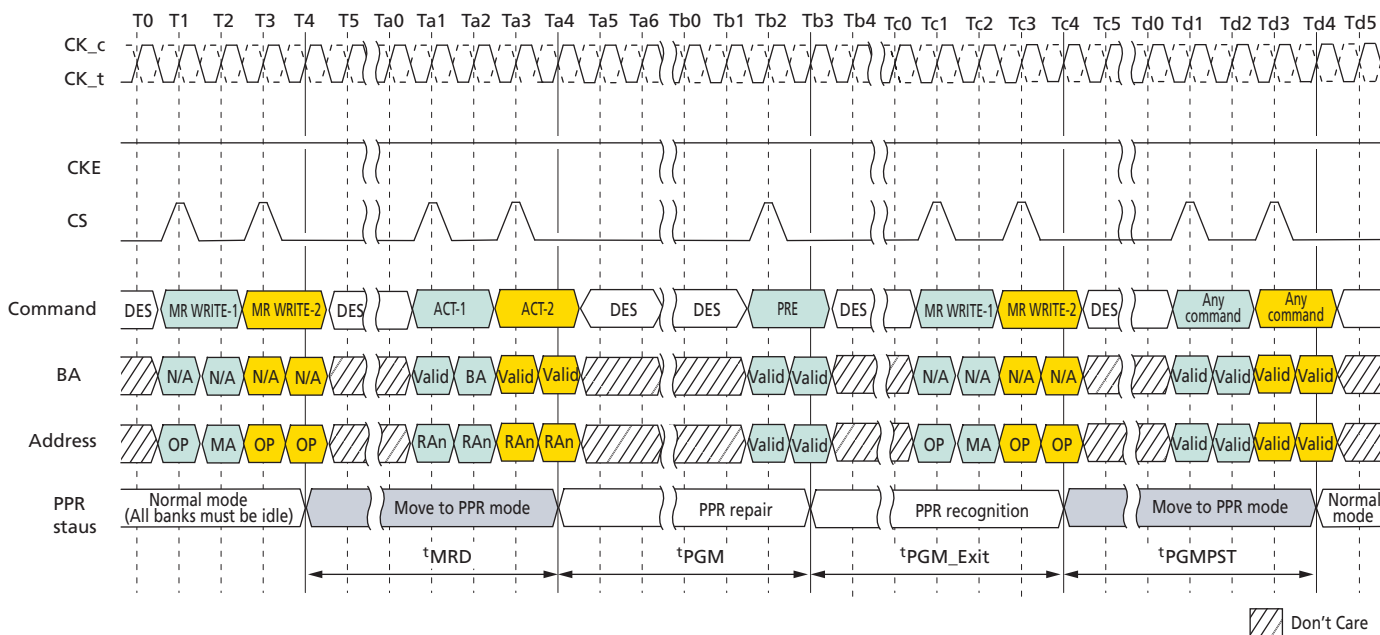 T0 T1 T2 T3 T4 T5 Ta0 Ta1 Ta2 Ta3 Ta4 Ta5 Ta6 Tb0 Tb1 Tb2 Tb3 Tb4 Tc0 Tc1 Tc2 Tc3 Tc4 Tc5 Td0 Td1 Td2 Td3 Td4 Td5
CK_c
CK_t
CKE
CS
Command DES MR WRITE-1 MR WRITE-2 DES ACT-1 ACT-2 DES DES PRE DES MR WRITE-1 MR WRITE-2 DES Any command Any command
BA N/A N/A N/A N/A Valid BA Valid Valid Valid Valid N/A N/A N/A N/A Valid Valid Valid Valid
Address OP MA OP OP RAn RAn RAn RAn Valid Valid OP MA OP OP Valid Valid Valid Valid
PPR
staus
Normal mode
(All banks must be idle)
Move to PPR mode
PPR repair
PPR recognition
Move to PPR mode
Normal
mode
tMRD tPGM tPGM_Exit tPGMPST
Don't Care